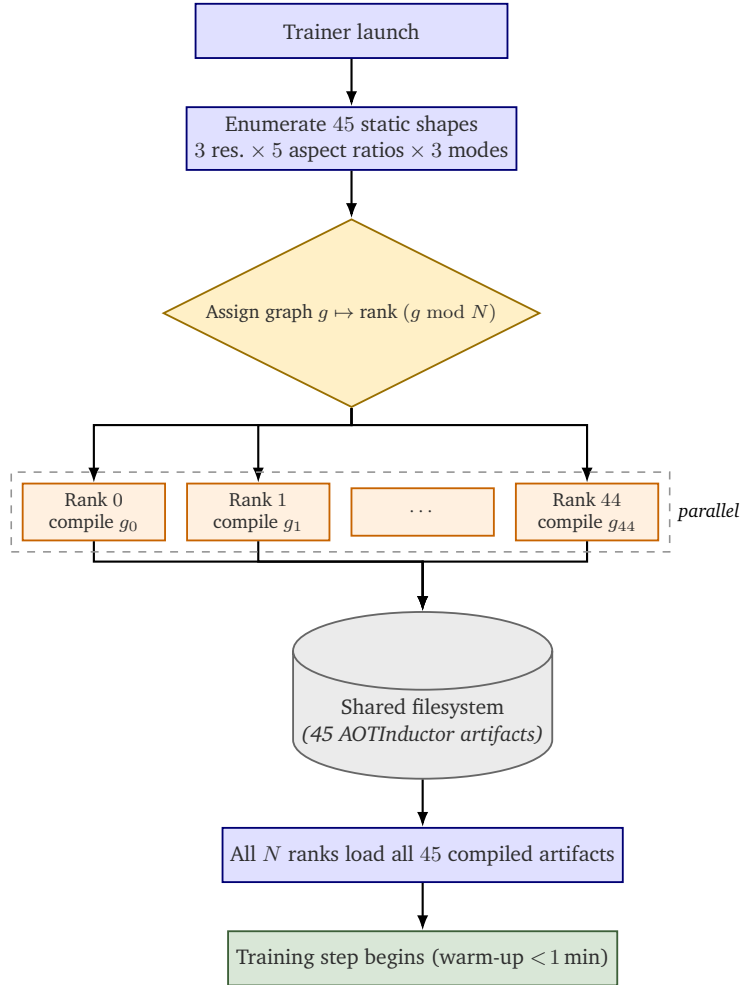 Trainer launch
Enumerate 45 static shapes
3 res. × 5 aspect ratios × 3 modes
Assign graph g ↦ rank (g mod N)
Rank 0
compile g₀
Rank 1
compile g₁
···
Rank 44
compile g₄₄
parallel
Shared filesystem
(45 AOTInductor artifacts)
All N ranks load all 45 compiled artifacts
Training step begins (warm-up < 1 min)